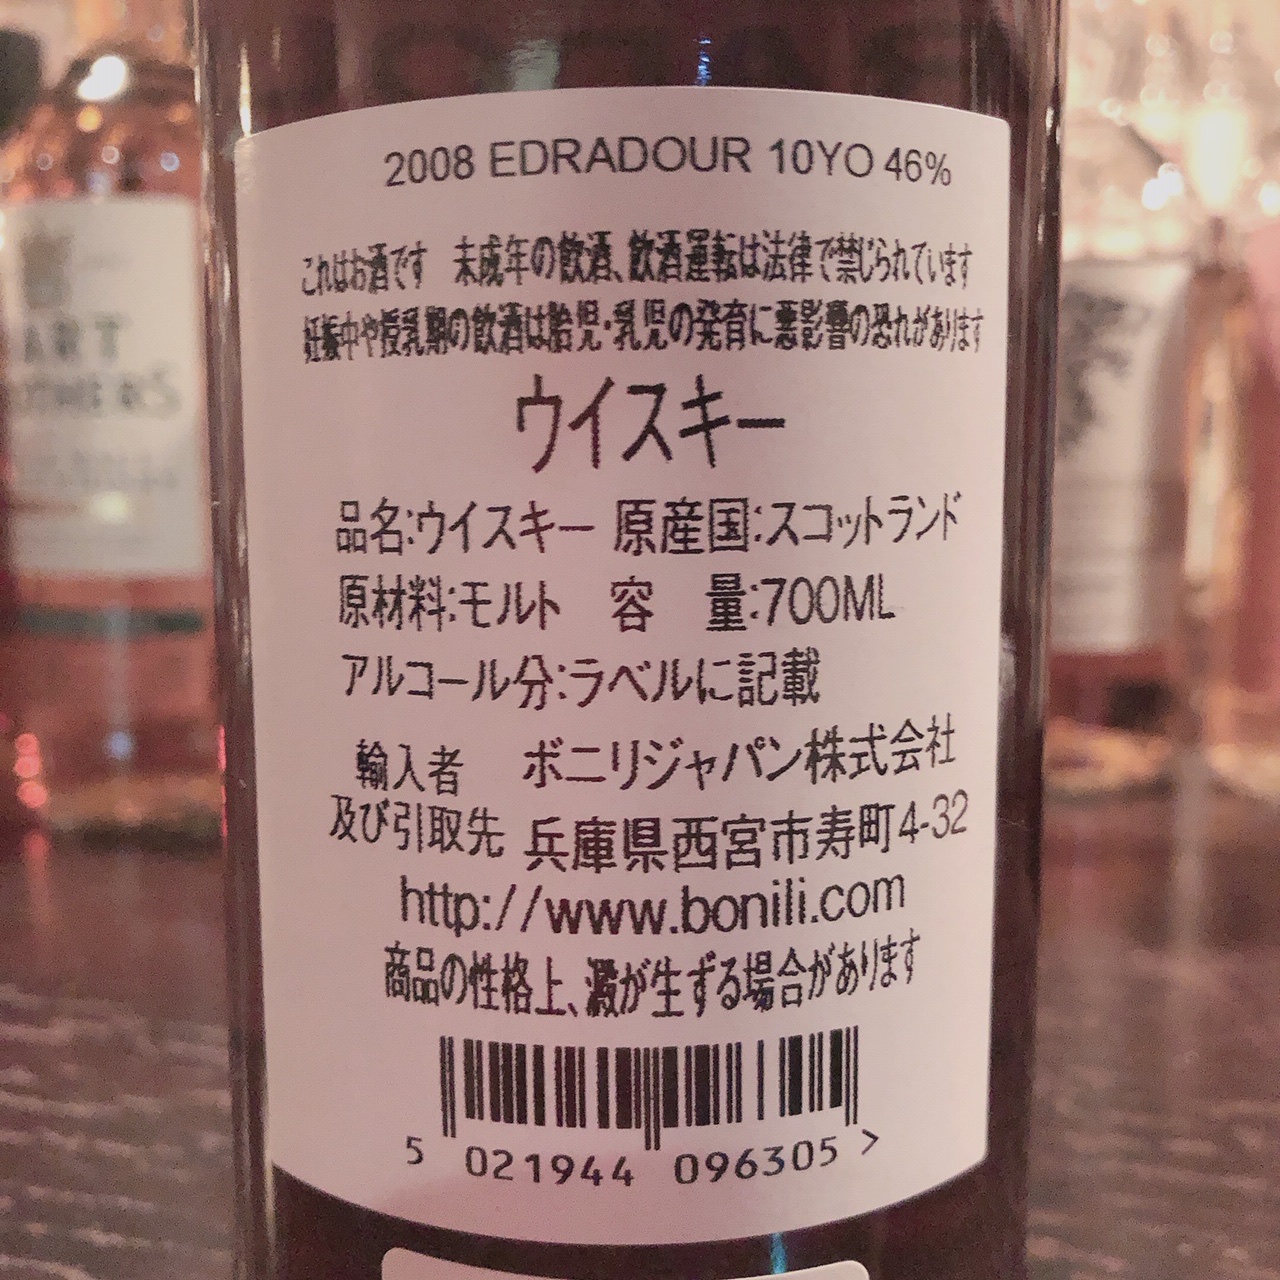 2008 EDRADOUR 10YO 46%
これはお酒です 未成年の飲酒、飲酒運転は法律で禁じられています
妊娠中や授乳期の飲酒は胎児・乳児の発育に悪影響の恐れがあります
ウイスキー
品名:ウイスキー 原産国:スコットランド
原材料:モルト 容 量:700ML
アルコール分:ラベルに記載
輸入者 ボニリジャパン株式会社
及び引取先 兵庫県西宮市寿町4-32
http://www.bonili.com
商品の性格上、澱が生ずる場合があります
5 021944 096305 >
ART
OTHERS